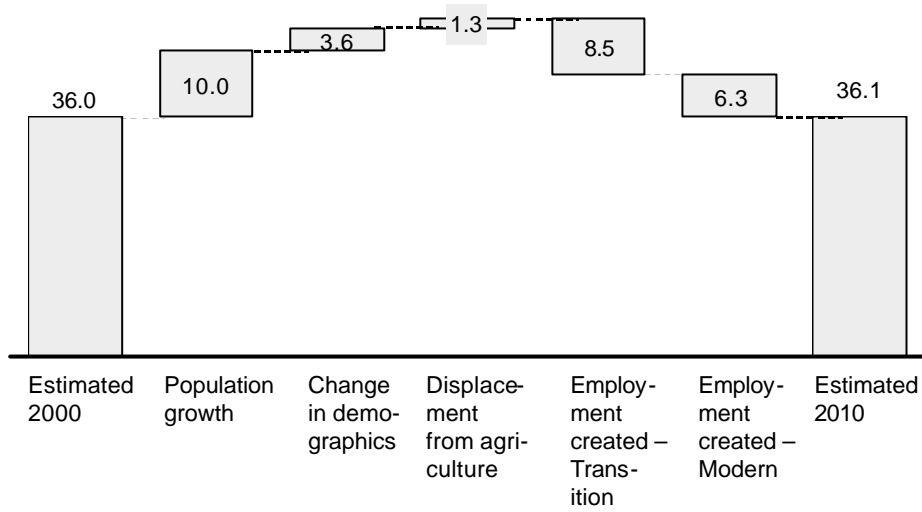 1.3
3.6
8.5
10.0
6.3
36.0
36.1
Estimated
2000
Population
growth
Change
in demo-
graphics
Displace-
ment
from agri-
culture
Employ-
ment
created –
Trans-
ition
Employ-
ment
created –
Modern
Estimated
2010